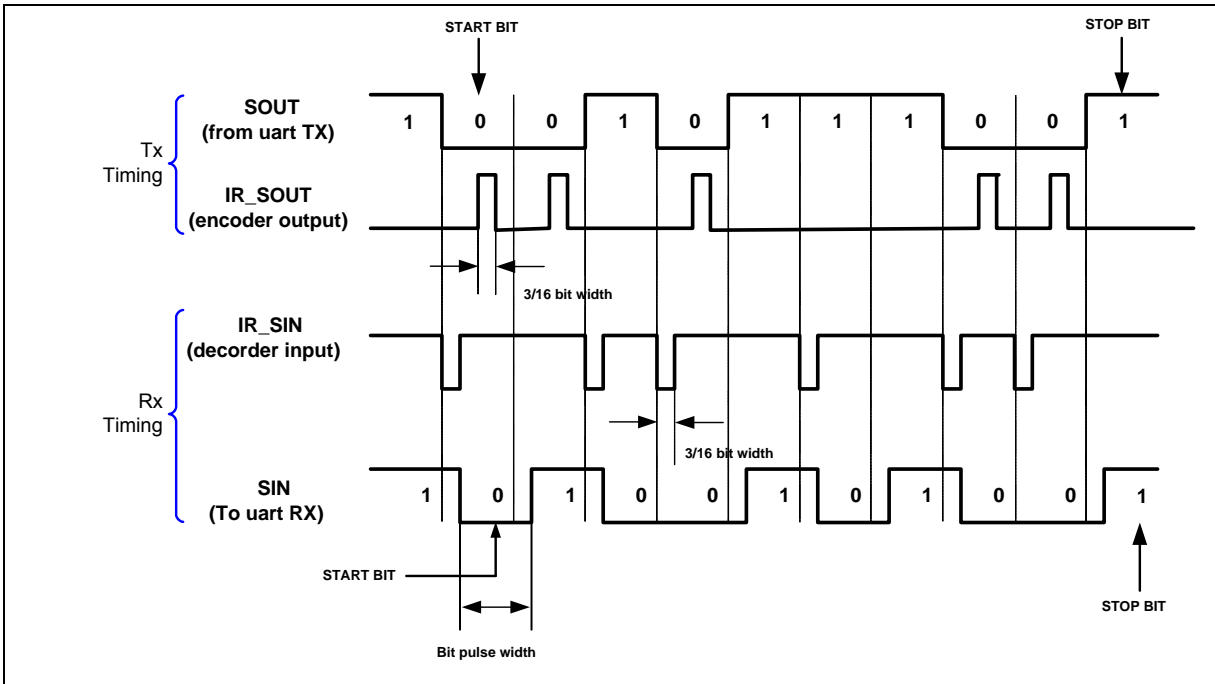 START BIT
STOP BIT
SOUT
(from uart TX)
1 0 0 1 0 1 1 1 0 0 1
Tx
Timing
IR_SOUT
(encoder output)
3/16 bit width
IR_SIN
(decorder input)
Rx
Timing
3/16 bit width
SIN
(To uart RX)
1 0 1 0 0 1 0 1 0 0 1
START BIT
STOP BIT
Bit pulse width